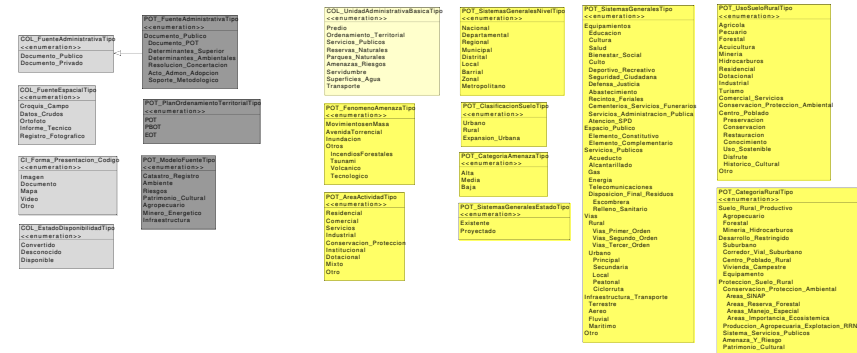 COL_FuenteAdministrativaTipo
<<enumeration>>
Documento_Publico
Documento_Privado
POT_FuenteAdministrativaTipo
<<enumeration>>
Documento_Publico
Documento_POT
Determinantes_Superior
Determinantes_Ambientales
Resolucion_Concertacion
Acto_Admon_Adopcion
Soporte_Metodologico
COL_FuenteEspacialTipo
<<enumeration>>
Croquis_Campo
Datos_Crudos
Ortofoto
Informe_Tecnico
Registro_Fotografico
POT_PlanOrdenamientoTerritorialTipo
<<enumeration>>
POT
PBOT
EOT
CI_Forma_Presentacion_Codigo
<<enumeration>>
Imagen
Documento
Mapa
Video
Otro
POT_ModeloFuenteTipo
<<enumeration>>
Catastro_Registro
Ambiente
Riesgos
Patrimonio_Cultural
Agropecuario
Minero_Energetico
Infraestructura
COL_EstadoDisponibilidadTipo
<<enumeration>>
Convertido
Desconocido
Disponible
COL_UnidadAdministrativaBasicaTipo
<<enumeration>>
Predio
Ordenamiento_Territorial
Servicios_Publicos
Reservas_Naturales
Parques_Naturales
Amenazas_Riesgos
Servidumbre
Superficies_Agua
Transporte
POT_FenomenoAmenazaTipo
<<enumeration>>
MovimientosenMasa
AvenidaTorrencial
Inundacion
Otros
IncendiosForestales
Tsunami
Volcanico
Tecnologico
POT_AreaActividadTipo
<<enumeration>>
Residencial
Comercial
Servicios
Industrial
Conservacion_Proteccion
Institucional
Dotacional
Mixto
Otro
POT_SistemasGeneralesNivelTipo
<<enumeration>>
Nacional
Departamental
Regional
Municipal
Distrital
Local
Barrial
Zonal
Metropolitano
POT_ClasificacionSueloTipo
<<enumeration>>
Urbano
Rural
Expansion_Urbana
POT_CategoriaAmenazaTipo
<<enumeration>>
Alta
Media
Baja
POT_SistemasGeneralesEstadoTipo
<<enumeration>>
Existente
Proyectado
POT_SistemasGeneralesTipo
<<enumeration>>
Equipamientos
Educacion
Cultura
Salud
Bienestar_Social
Culto
Deportivo_Recreativo
Seguridad_Ciudadana
Defensa_Justicia
Abastecimiento
Recintos_Feriales
Cementerios_Servicios_Funerarios
Servicios_Administracion_Publica
Atencion_SPD
Espacio_Publico
Elemento_Constitutivo
Elemento_Complementario
Servicios_Publicos
Acueducto
Alcantarillado
Gas
Energia
Telecomunicaciones
Disposicion_Final_Residuos
Escombrera
Relleno_Sanitario
Vias
Rural
Vias_Primer_Orden
Vias_Segundo_Orden
Vias_Tercer_Orden
Urbano
Principal
Secundaria
Local
Peatonal
Ciclorruta
Infraestructura_Transporte
Terrestre
Aereo
Fluvial
Maritimo
Otro
POT_UsoSueloRuralTipo
<<enumeration>>
Agricola
Pecuario
Forestal
Acuicultura
Mineria
Hidrocarburos
Residencial
Dotacional
Industrial
Turismo
Comercial_Servicios
Conservacion_Proteccion_Ambiental
Centro_Poblado
Preservacion
Conservacion
Restauracion
Conocimiento
Uso_Sostenible
Disfrute
Historico_Cultural
Otro
POT_CategoriaRuralTipo
<<enumeration>>
Suelo_Rural_Productivo
Agropecuario
Forestal
Mineria_Hidrocarburos
Desarrollo_Restringido
Suburbano
Corredor_Vial_Suburbano
Centro_Poblado_Rural
Vivienda_Campestre
Equipamento
Proteccion_Suelo_Rural
Conservacion_Proteccion_Ambiental
Areas_SINAP
Areas_Reserva_Forestal
Areas_Manejo_Especial
Areas_Importancia_Ecosistemica
Produccion_Agropecuaria_Explotacion_RRNN
Sistema_Servicios_Publicos
Amenaza_Y_Riesgo
Patrimonio_Cultural